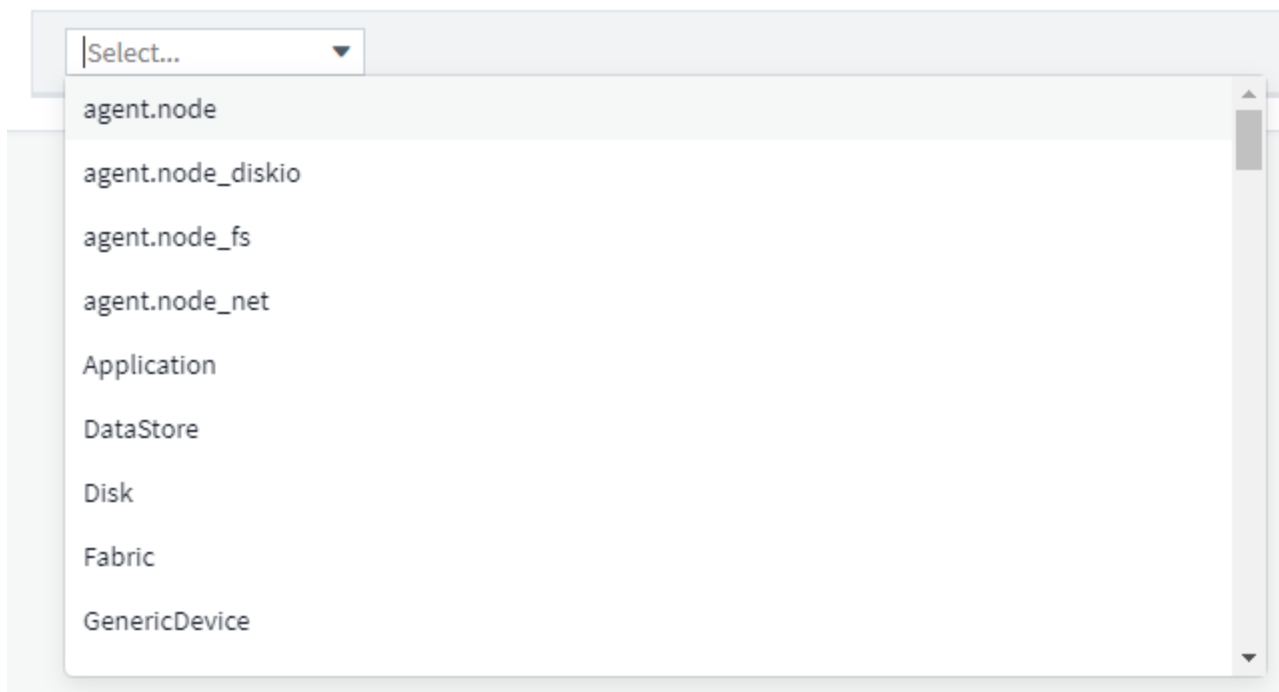 Select...
agent.node
agent.node_diskio
agent.node_fs
agent.node_net
Application
DataStore
Disk
Fabric
GenericDevice